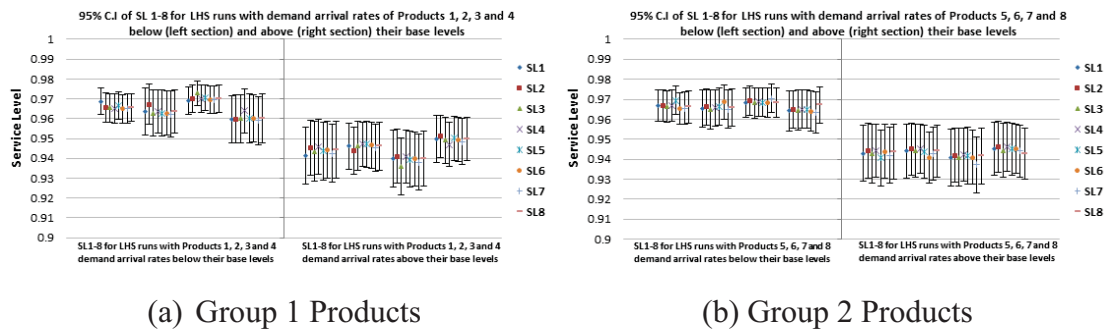 95% C.I of SL 1-8 for LHS runs with demand arrival rates of Products 1, 2, 3 and 4
below (left section) and above (right section) their base levels
1
0.99
0.98
0.97
0.96
0.95
0.94
0.93
0.92
0.91
0.9
Service Level
SL1
SL2
SL3
SL4
SL5
SL6
SL7
SL8
SL1-8 for LHS runs with Products 1, 2, 3 and 4
demand arrival rates below their base levels
SL1-8 for LHS runs with Products 1, 2, 3 and 4
demand arrival rates above their base levels
(a) Group 1 Products
95% C.I of SL 1-8 for LHS runs with demand arrival rates of Products 5, 6, 7 and 8
below (left section) and above (right section) their base levels
1
0.99
0.98
0.97
0.96
0.95
0.94
0.93
0.92
0.91
0.9
Service Level
SL1
SL2
SL3
SL4
SL5
SL6
SL7
SL8
SL1-8 for LHS runs with Products 5, 6, 7 and 8
demand arrival rates below their base levels
SL1-8 for LHS runs with Products 5, 6, 7 and 8
demand arrival rates above their base levels
(b) Group 2 Products